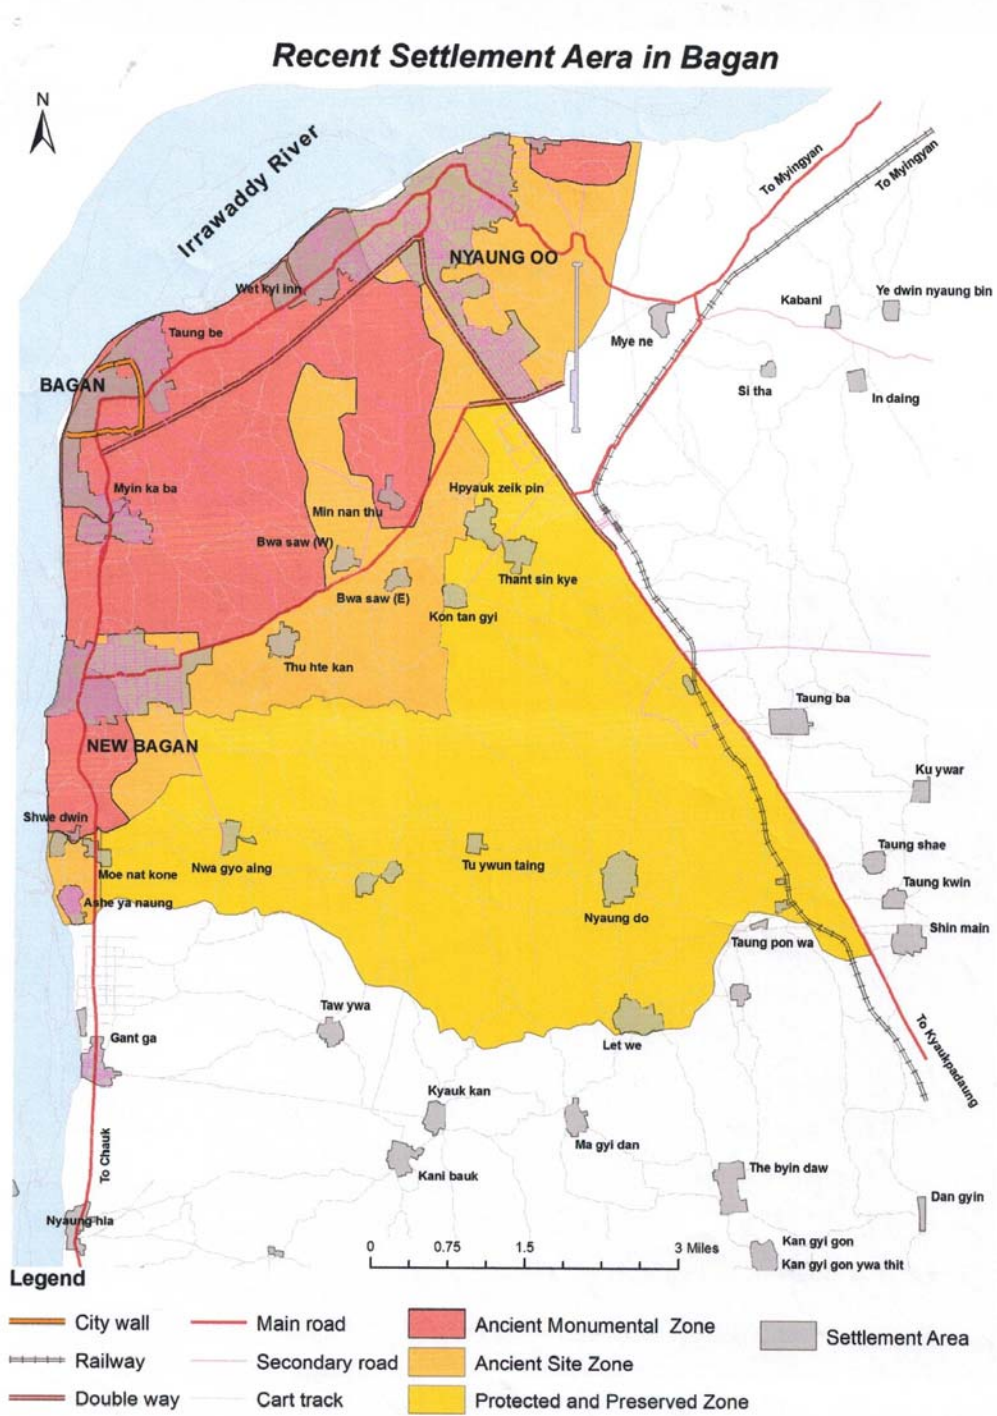 Recent Settlement Aera in Bagan
N
Irrawaddy River
To Myingyan
To Myingyan
NYAUNG OO
Wet kyi inn
Ye dwin nyaung bin
Kabani
Taung be
Mye ne
BAGAN
Si tha
In daing
Myin ka ba
Hpyauk zeik pin
Min nan thu
Bwa saw (W)
Thant sin kye
Bwa saw (E)
Kon tan gyi
Thu hte kan
Taung ba
NEW BAGAN
Ku ywar
Shwe dwin
Taung shae
Moe nat kone
Nwa gyo aing
Tu ywun taing
Taung kwin
Ashe ya naung
Nyaung do
Shin main
Taung pon wa
Taw ywa
Gant ga
Let we
To Kyaukpadaung
Kyauk kan
Ma gyi dan
To Chauk
Kani bauk
The byin daw
Dan gyin
Nyaung hla
Kan gyi gon
Kan gyi gon ywa thit
0 0.75 1.5 3 Miles
Legend
City wall
Main road
Ancient Monumental Zone
Settlement Area
Railway
Secondary road
Ancient Site Zone
Double way
Cart track
Protected and Preserved Zone